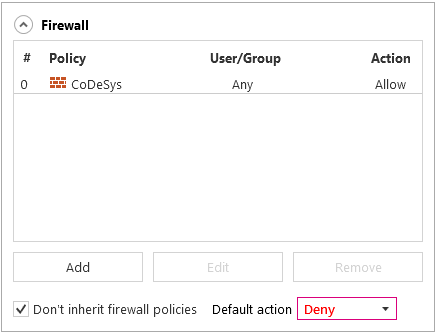 Firewall
# Policy User/Group Action
0 CoDeSys Any Allow
Add Edit Remove
Don't inherit firewall policies Default action Deny